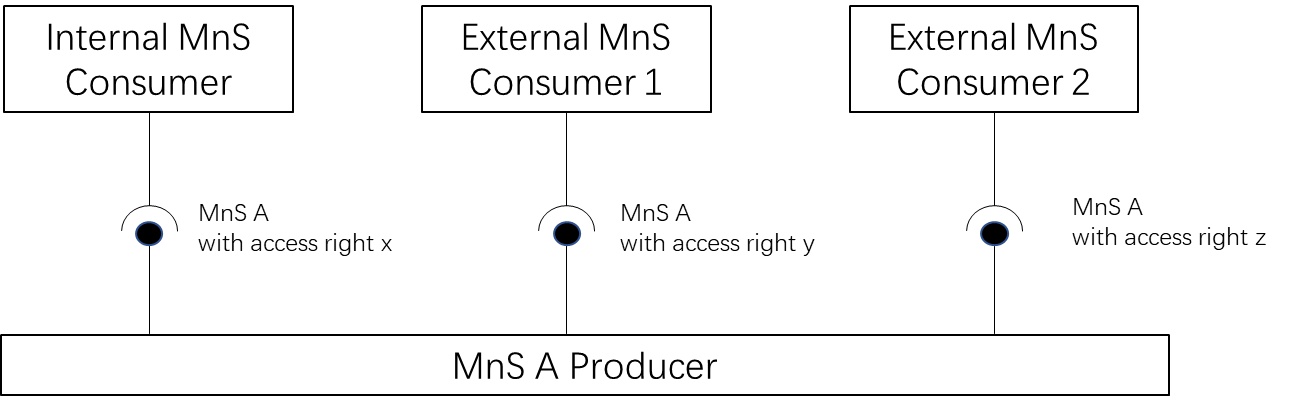 Internal MnS
Consumer
External MnS
Consumer 1
External MnS
Consumer 2
MnS A
with access right x
MnS A
with access right y
MnS A
with access right z
MnS A Producer